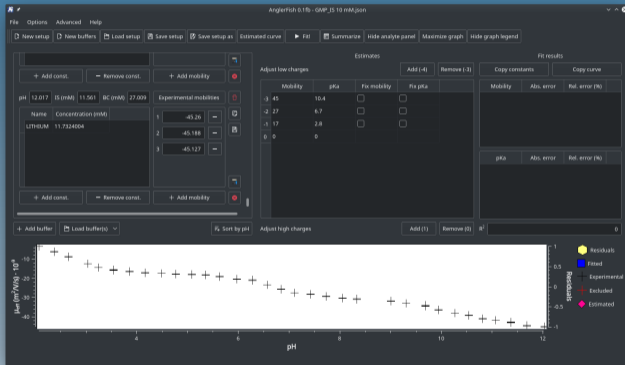 AnglerFish 0.1fb - GMP_IS 10 mM.json
File Options Advanced Help
New setup New buffers Load setup Save setup Save setup as Estimated curve Fit! Summarize Hide analyte panel Maximize graph Hide graph legend
Estimates
Fit results
Add const. Remove const. Add mobility
Adjust low charges Add (-4) Remove (-3)
Copy constants Copy curve
Mobility pKa Fix mobility Fix pKa
Mobility Abs. error Rel. error (%)
pH 12.017 IS (mM) 11.561 BC (mM) 27.009 Experimental mobilities
-3 45 10.4
-2 27 6.7
-1 17 2.8
0 0 0
Name Concentration (mM)
LITHIUM 11.7324004
1 -45.26
2 -45.188
3 -45.127
pKa Abs. error Rel. error (%)
Add const. Remove const. Add mobility
Add buffer Load buffer(s) Sort by pH
Adjust high charges Add (1) Remove (0)
R² 0
μeff (m²/V/s) · 10⁻⁹
-10
-20
-30
-40
4 6 8 10 12
pH
1
0.5
0
-0.5
-1
Residuals
Residuals
Fitted
Experimental
Excluded
Estimated